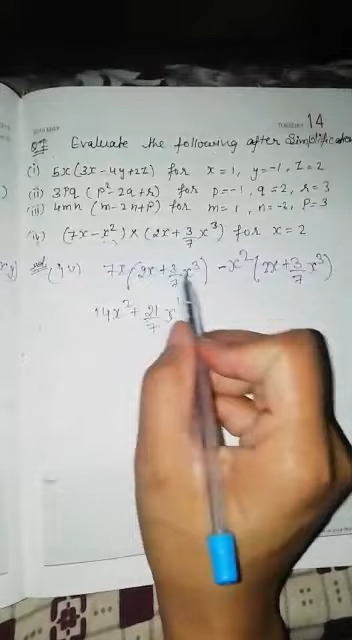 TUESDAY 14
Q7 Evaluate the following after Simplificatio
(i) 5x(3x-4y+2z) for x=1, y=-1, z=2
(ii) 3pq (p²-2q+r) for p=-1, q=2, r=3
(iii) 4mn (m-2n+p) for m=1, n=-2, p=3
(iv) (7x-x²) × (2x+3/7 x³) for x=2
(iv) 7x(2x+3/7 x³) -x² (2x+3/7 x³)
14x²+21/7 x